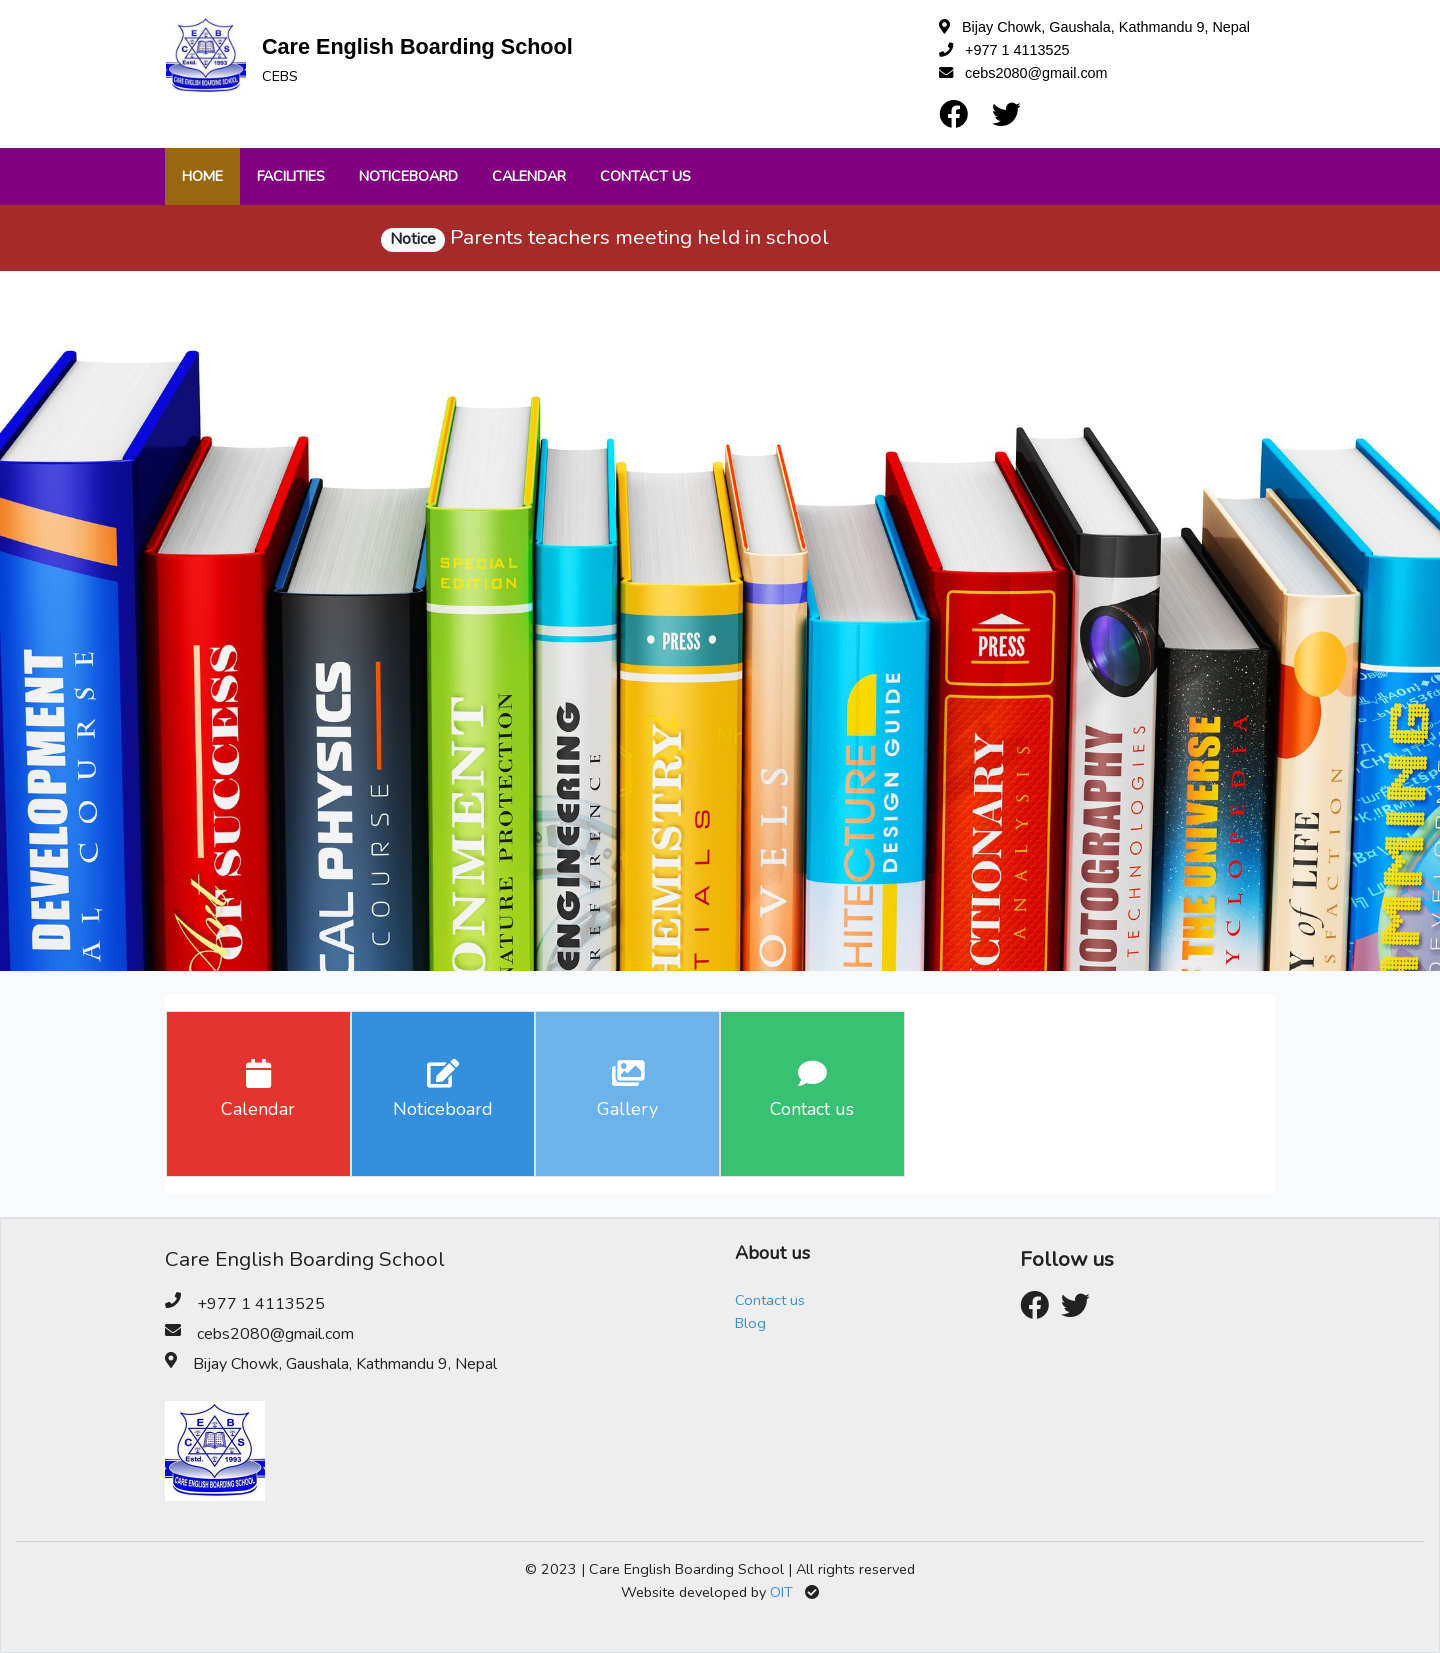 E B
C S
Estd. 1993
CARE ENGLISH BOARDING SCHOOL
Care English Boarding School
CEBS
Bijay Chowk, Gaushala, Kathmandu 9, Nepal
+977 1 4113525
cebs2080@gmail.com
HOME FACILITIES NOTICEBOARD CALENDAR CONTACT US
Notice Parents teachers meeting held in school
DEVELOPMENT
AL COURSE
OF SUCCESS
CAL PHYSICS
COURSE
SPECIAL
EDITION
ONMENT
NATURE PROTECTION
ENGINEERING
REFERENCE
PRESS
HEMISTRY
TIALS
OVELS
HITECTURE
DESIGN GUIDE
PRESS
CTIONARY
ANALYSIS
HOTOGRAPHY
TECHNOLOGIES
THE UNIVERSE
CYCLOPEDIA
Y of LIFE
SFACTION
MMING
Calendar Noticeboard Gallery Contact us
Care English Boarding School
+977 1 4113525
cebs2080@gmail.com
Bijay Chowk, Gaushala, Kathmandu 9, Nepal
E B
C S
Estd. 1993
CARE ENGLISH BOARDING SCHOOL
About us
Contact us
Blog
Follow us
© 2023 | Care English Boarding School | All rights reserved
Website developed by OIT